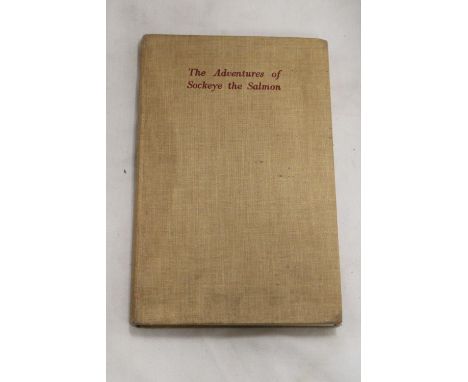 The Adventures of
Sockeye the Salmon